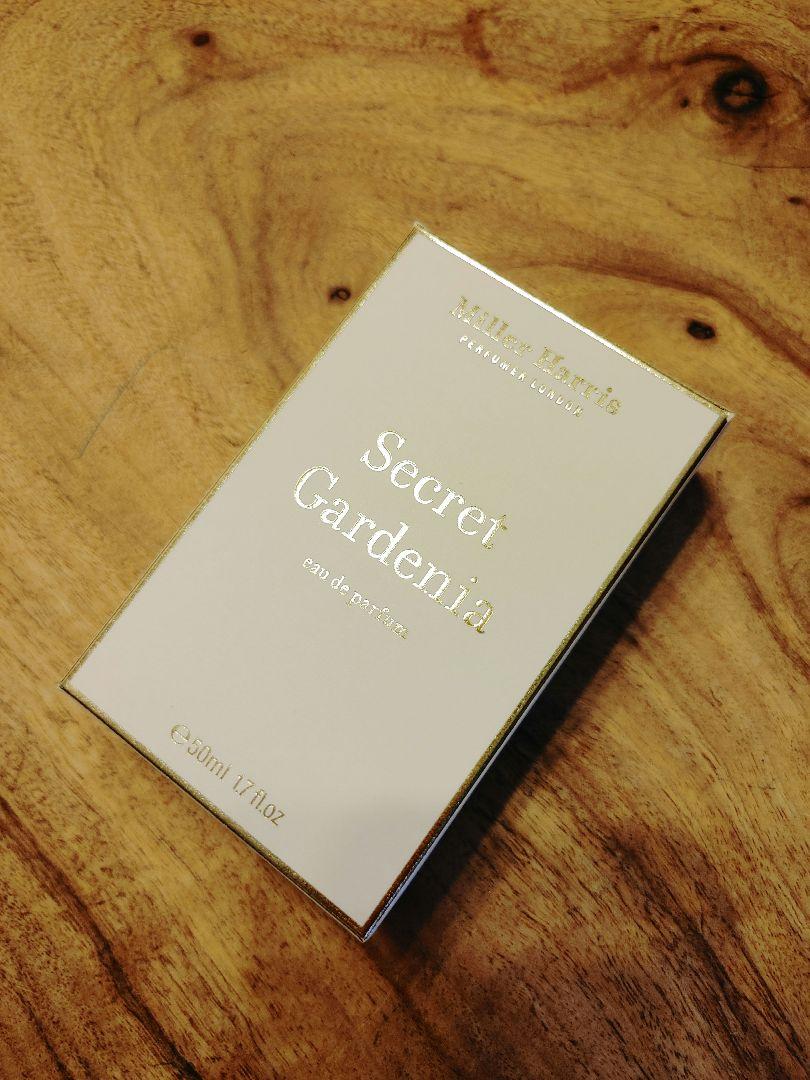 Miller Harris
PERFUMER LONDON
Secret
Gardenia
eau de parfum
℮50ml 1.7 fl.oz